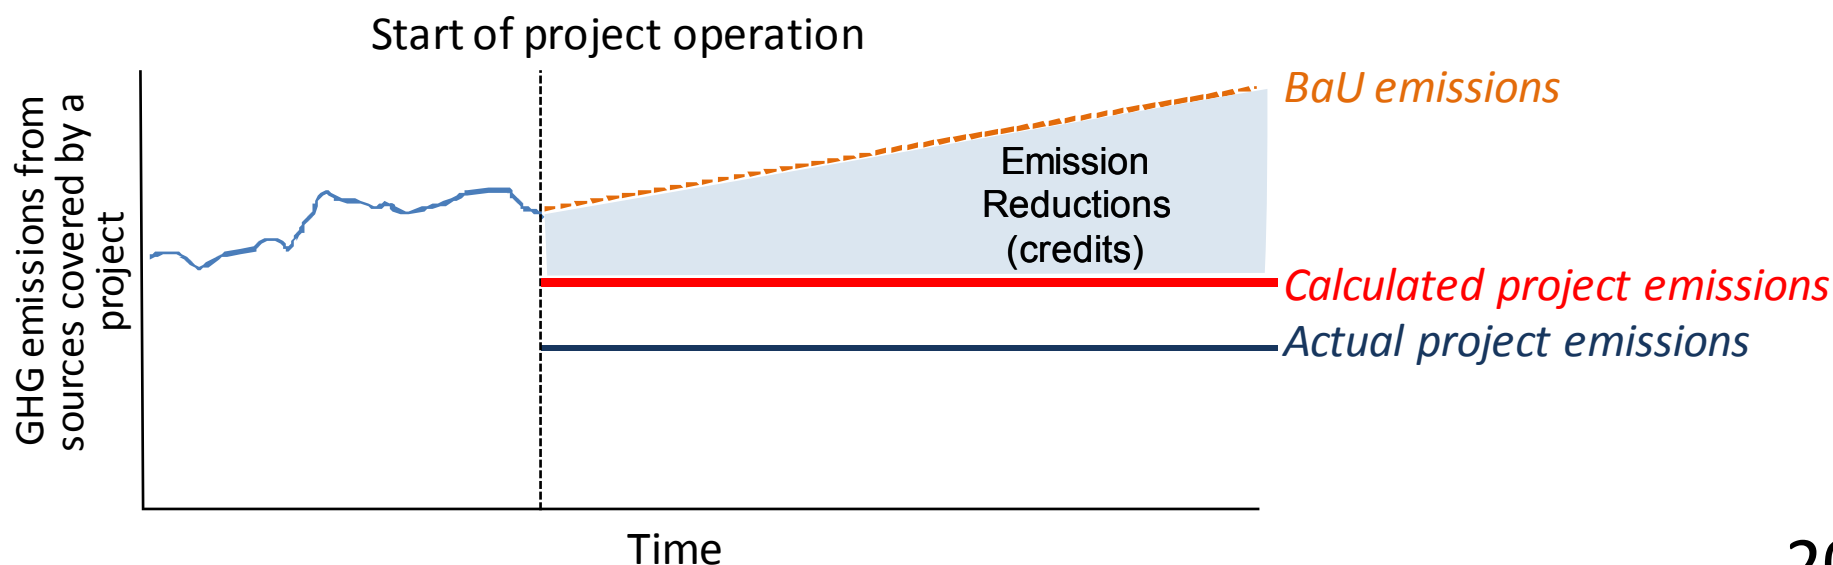 Start of project operation
GHG emissions from
sources covered by a
project
BaU emissions
Emission
Reductions
(credits)
Calculated project emissions
Actual project emissions
Time